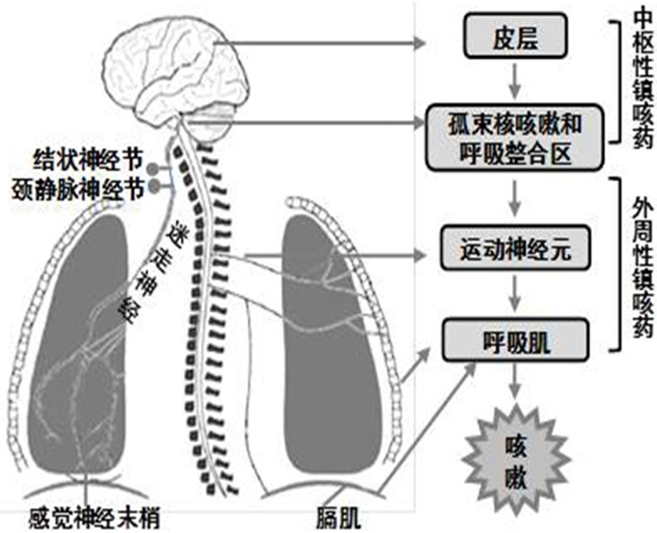 皮层
孤束核咳嗽和
呼吸整合区
运动神经元
呼吸肌
咳
嗽
中枢性镇咳药
外周性镇咳药
结状神经节
颈静脉神经节
迷走神经
感觉神经末梢
膈肌